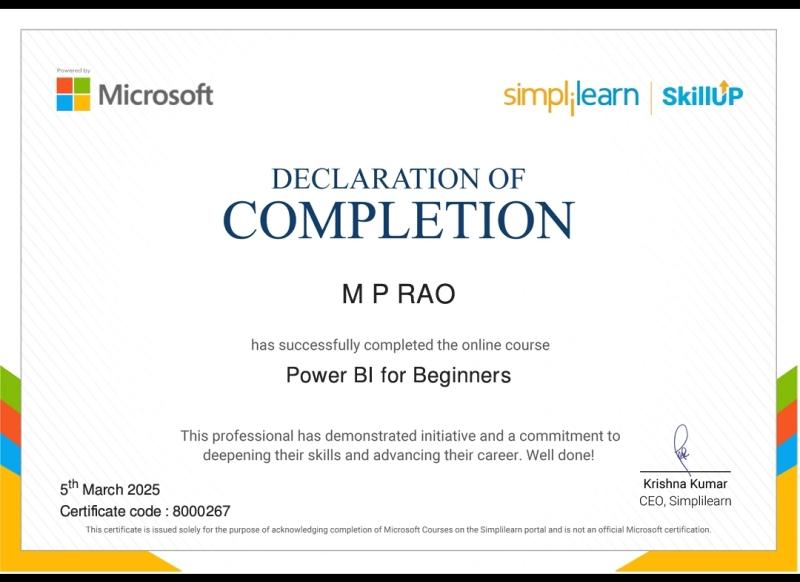 Powered by
Microsoft
simplilearn | SkillUP
DECLARATION OF
COMPLETION
M P RAO
has successfully completed the online course
Power BI for Beginners
This professional has demonstrated initiative and a commitment to
deepening their skills and advancing their career. Well done!
5th March 2025
Certificate code : 8000267
Krishna Kumar
CEO, Simplilearn
This certificate is issued solely for the purpose of acknowledging completion of Microsoft Courses on the Simplilearn portal and is not an official Microsoft certification.